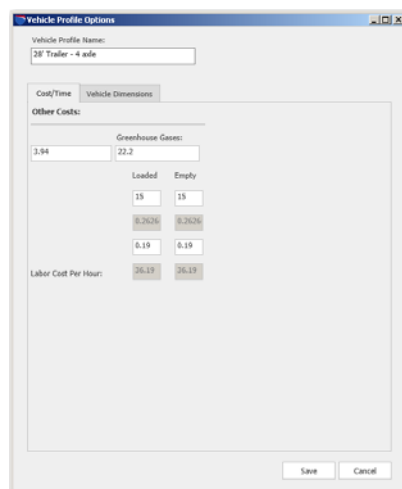 Vehicle Profile Options
Vehicle Profile Name:
28' Trailer - 4 axle
Cost/Time Vehicle Dimensions
Other Costs:
Greenhouse Gases:
3.94 22.2
Loaded Empty
15 15
0.2626 0.2626
0.19 0.19
Labor Cost Per Hour: 26.19 26.19
Save Cancel